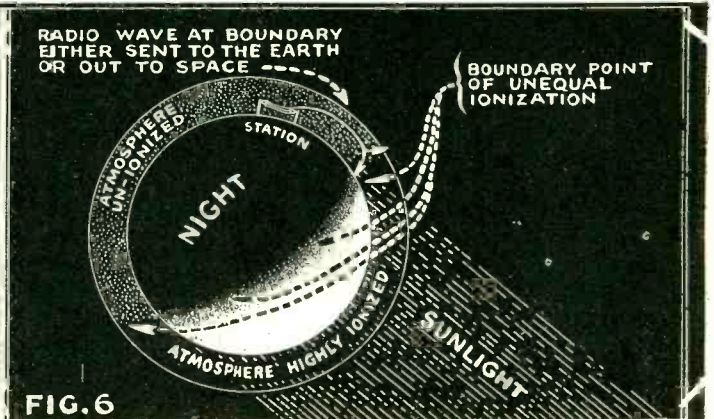 RADIO WAVE AT BOUNDARY
EITHER SENT TO THE EARTH
OR OUT TO SPACE
BOUNDARY POINT
OF UNEQUAL
IONIZATION
ATMOSPHERE
UN-IONIZED
STATION
NIGHT
ATMOSPHERE HIGHLY IONIZED
SUNLIGHT
FIG.6